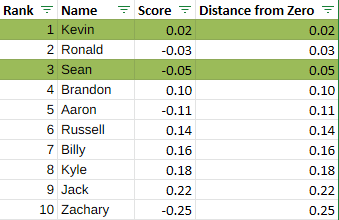 Rank Name Score Distance from Zero
1 Kevin 0.02 0.02
2 Ronald -0.03 0.03
3 Sean -0.05 0.05
4 Brandon 0.10 0.10
5 Aaron -0.11 0.11
6 Russell 0.14 0.14
7 Billy 0.16 0.16
8 Kyle 0.18 0.18
9 Jack 0.22 0.22
10 Zachary -0.25 0.25